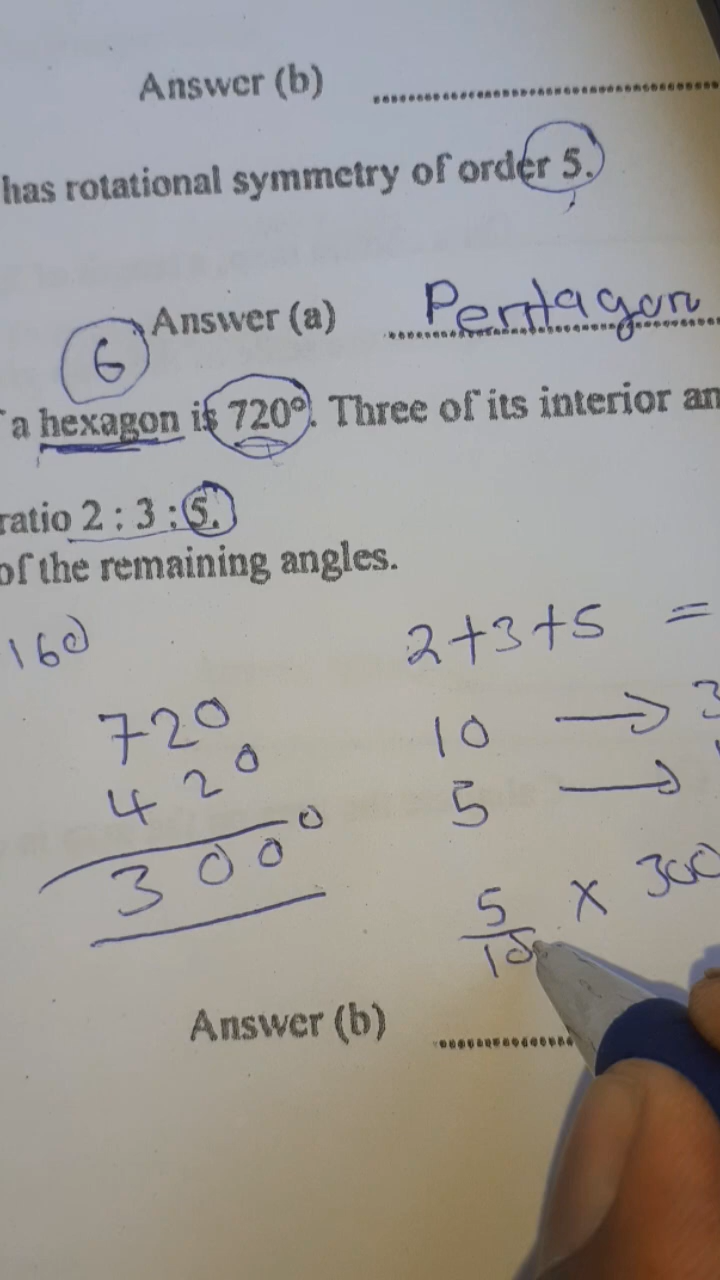 Answer (b)
has rotational symmetry of order 5.
Answer (a) Pentagon
6
a hexagon is 720°. Three of its interior an
ratio 2 : 3 : 5.
of the remaining angles.
160
2+3+5 =
720
10 → 3
420
5 →
300°
5/10 × 300
Answer (b)